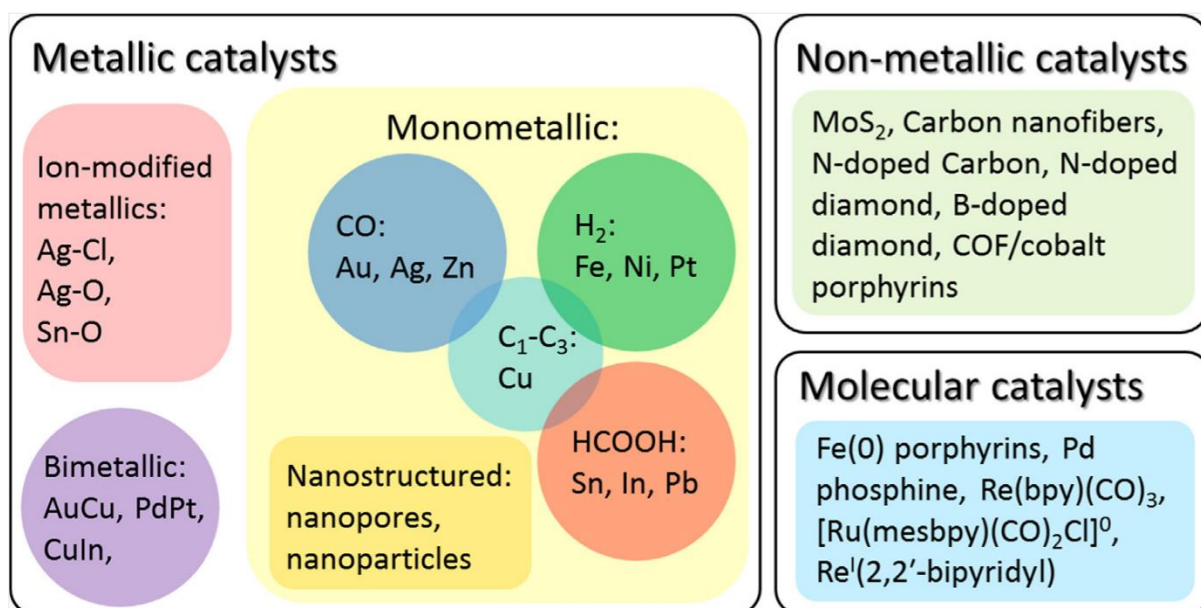 Metallic catalysts
Ion-modified
metallics:
Ag-Cl,
Ag-O,
Sn-O
Bimetallic:
AuCu, PdPt,
CuIn,
Monometallic:
CO:
Au, Ag, Zn
H₂:
Fe, Ni, Pt
C₁-C₃:
Cu
HCOOH:
Sn, In, Pb
Nanostructured:
nanopores,
nanoparticles
Non-metallic catalysts
MoS₂, Carbon nanofibers,
N-doped Carbon, N-doped
diamond, B-doped
diamond, COF/cobalt
porphyrins
Molecular catalysts
Fe(0) porphyrins, Pd
phosphine, Re(bpy)(CO)₃,
[Ru(mesbpy)(CO)₂Cl]⁰,
Reᴵ(2,2′-bipyridyl)